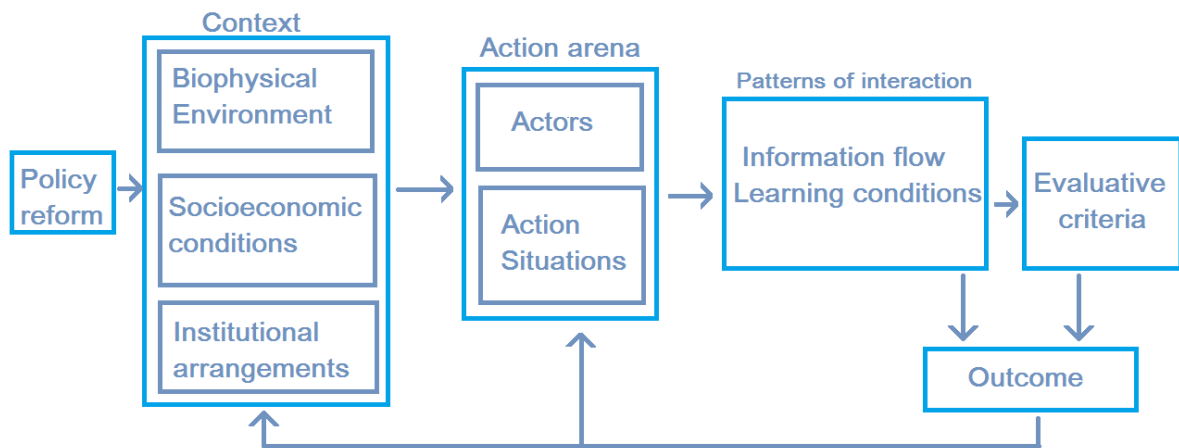 Policy
reform
Context
Biophysical
Environment
Socioeconomic
conditions
Institutional
arrangements
Action arena
Actors
Action
Situations
Patterns of interaction
Information flow
Learning conditions
Evaluative
criteria
Outcome